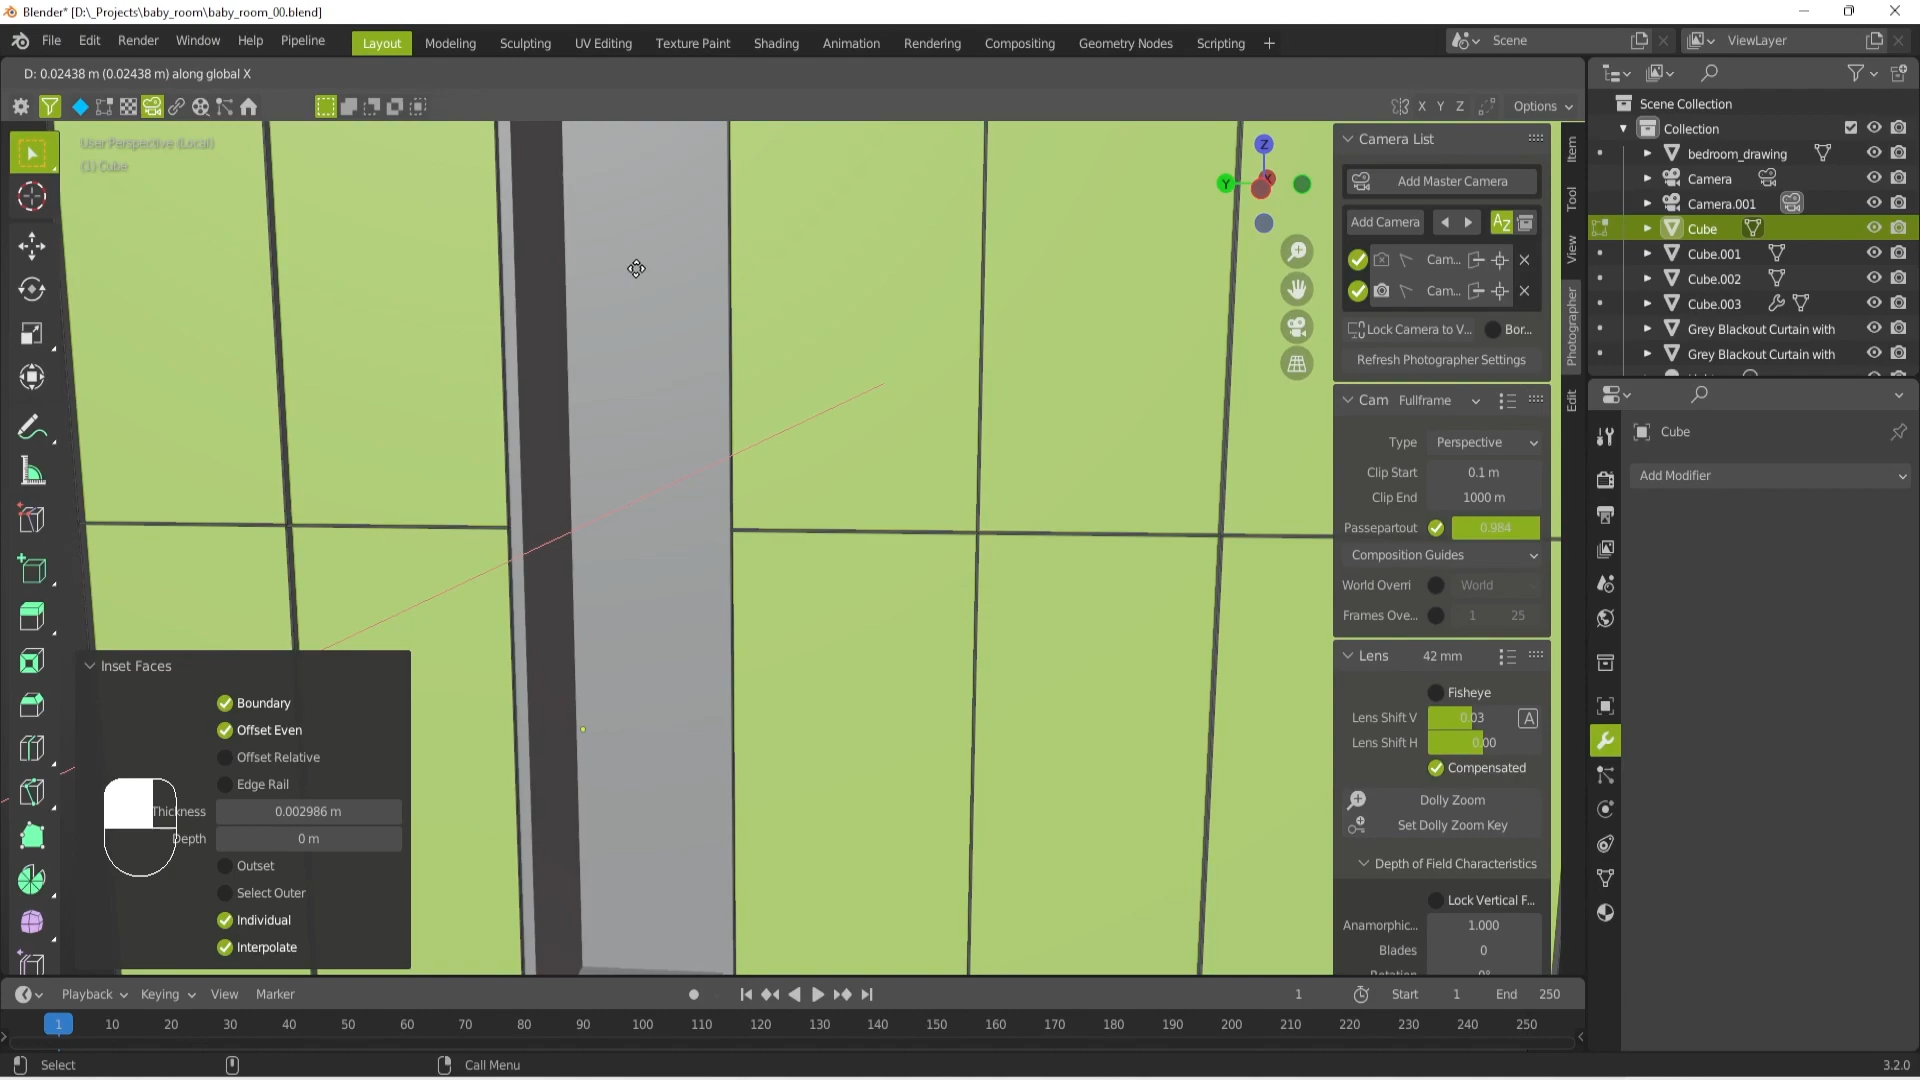 Blender* [D:\_Projects\baby_room\baby_room_00.blend]
File Edit Render Window Help Pipeline Layout Modeling Sculpting UV Editing Texture Paint Shading Animation Rendering Compositing Geometry Nodes Scripting + Scene ViewLayer
D: 0.02438 m (0.02438 m) along global X
X Y Z Options
User Perspective (Local)
(1) Cube
Z
Y
X
Item
Tool
View
Photographer
Edit
Camera List
Add Master Camera
Add Camera AZ
Cam...
Cam...
Lock Camera to V... Bor...
Refresh Photographer Settings
Cam Fullframe
Type Perspective
Clip Start 0.1 m
Clip End 1000 m
Passepartout 0.984
Composition Guides
World Overri World
Frames Ove... 1 25
Lens 42 mm
Fisheye
Lens Shift V 0.03 A
Lens Shift H 0.00
Compensated
Dolly Zoom
Set Dolly Zoom Key
Depth of Field Characteristics
Lock Vertical F...
Anamorphic... 1.000
Blades 0
Rotation 0°
Scene Collection
Collection
bedroom_drawing
Camera
Camera.001
Cube
Cube.001
Cube.002
Cube.003
Grey Blackout Curtain with
Grey Blackout Curtain with
Cube
Add Modifier
Inset Faces
Boundary
Offset Even
Offset Relative
Edge Rail
Thickness 0.002986 m
Depth 0 m
Outset
Select Outer
Individual
Interpolate
Playback Keying View Marker 1 Start 1 End 250
1 10 20 30 40 50 60 70 80 90 100 110 120 130 140 150 160 170 180 190 200 210 220 230 240 250
Select Call Menu 3.2.0